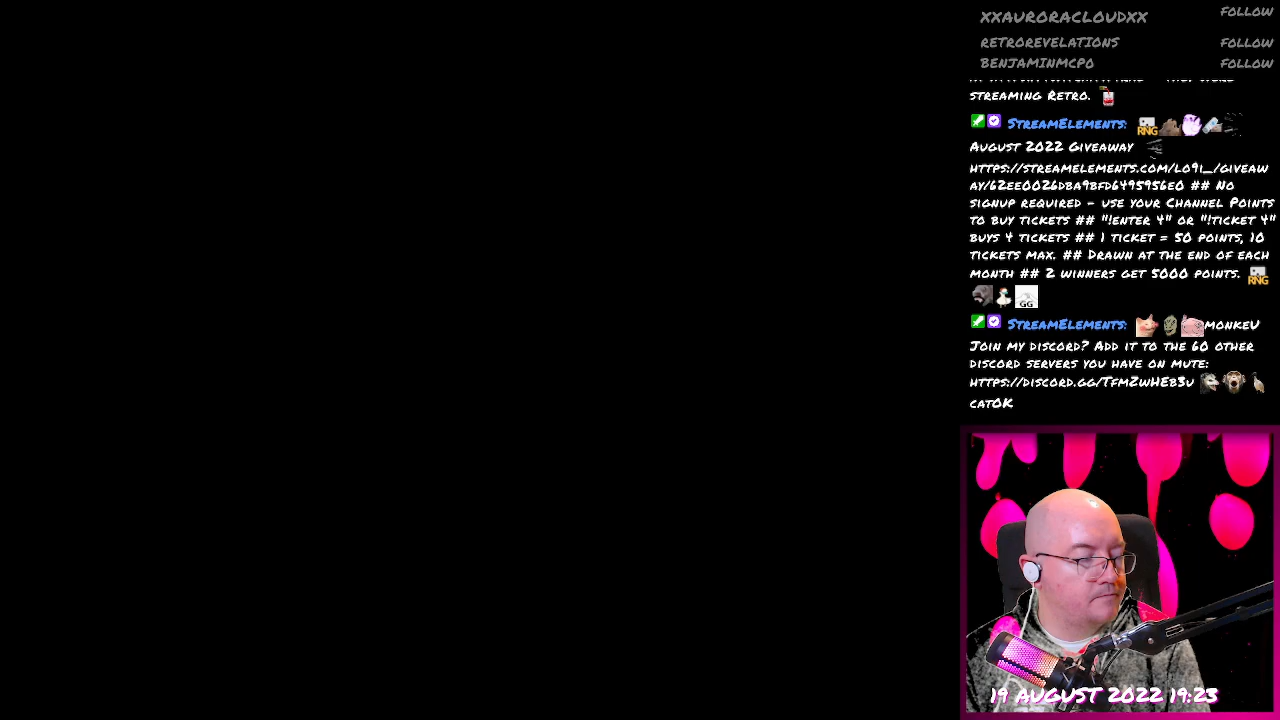 xxAuroraCloudxx Follow
RetroRevelations Follow
BenjaminMcPo Follow
streaming Retro.
StreamElements: RNG
August 2022 Giveaway
https://streamelements.com/lo9i_/giveaw
ay/62ee0026dba9bfd6495956e0 ## No
signup required - use your Channel Points
to buy tickets ## "!enter 4" or "!ticket 4"
buys 4 tickets ## 1 ticket = 50 points, 10
tickets max. ## Drawn at the end of each
month ## 2 winners get 5000 points. RNG
GG
StreamElements: monkeU
Join my discord? Add it to the 60 other
discord servers you have on mute:
https://discord.gg/TfmZwHEb3u
catOK
19 August 2022 19:23